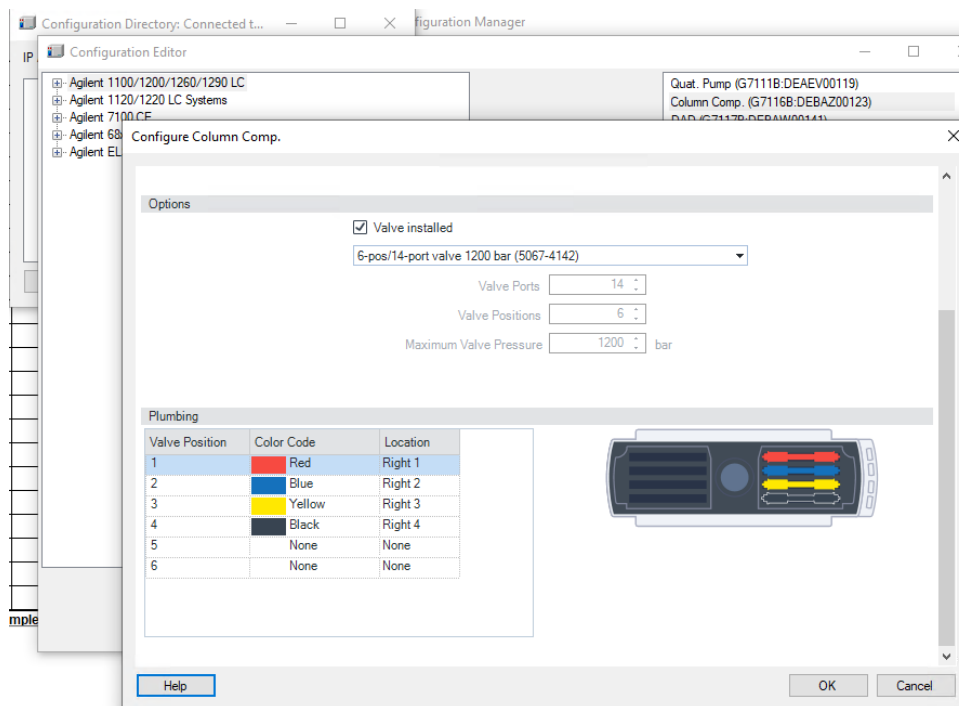 Configuration Directory: Connected t...
figuration Manager
IP
Configuration Editor
Agilent 1100/1200/1260/1290 LC
Agilent 1120/1220 LC Systems
Agilent 7100 CE
Agilent 68
Agilent EL
Quat. Pump (G7111B:DEAEV00119)
Column Comp. (G7116B:DEBAZ00123)
DAD (G7117B:DEBAW00141)
Configure Column Comp.
Options
Valve installed
6-pos/14-port valve 1200 bar (5067-4142)
Valve Ports 14
Valve Positions 6
Maximum Valve Pressure 1200 bar
Plumbing
Valve Position Color Code Location
1 Red Right 1
2 Blue Right 2
3 Yellow Right 3
4 Black Right 4
5 None None
6 None None
mple
Help OK Cancel